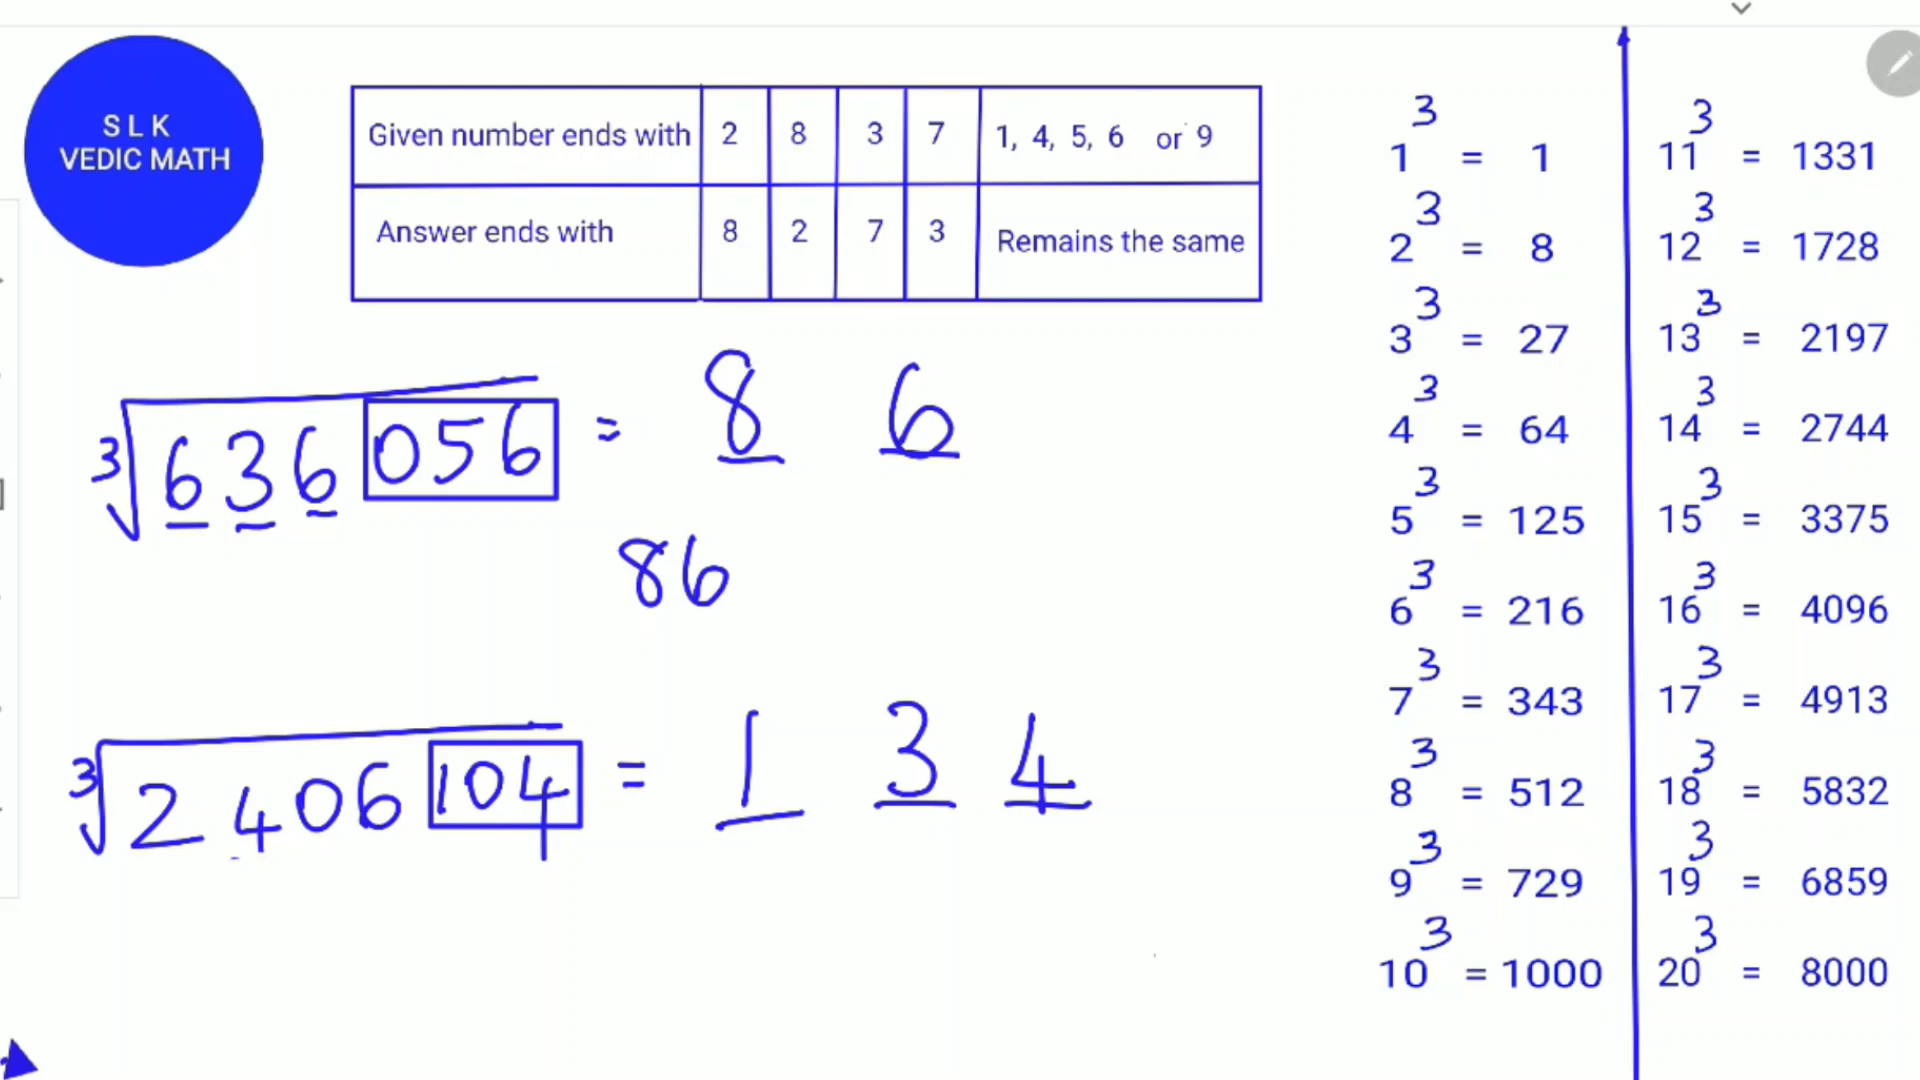 S L K
VEDIC MATH
Given number ends with 2 8 3 7 1, 4, 5, 6 or 9
Answer ends with 8 2 7 3 Remains the same
∛636056 = 8 6
86
∛2406104 = 1 3 4
1³ = 1
2³ = 8
3³ = 27
4³ = 64
5³ = 125
6³ = 216
7³ = 343
8³ = 512
9³ = 729
10³ = 1000
11³ = 1331
12³ = 1728
13³ = 2197
14³ = 2744
15³ = 3375
16³ = 4096
17³ = 4913
18³ = 5832
19³ = 6859
20³ = 8000